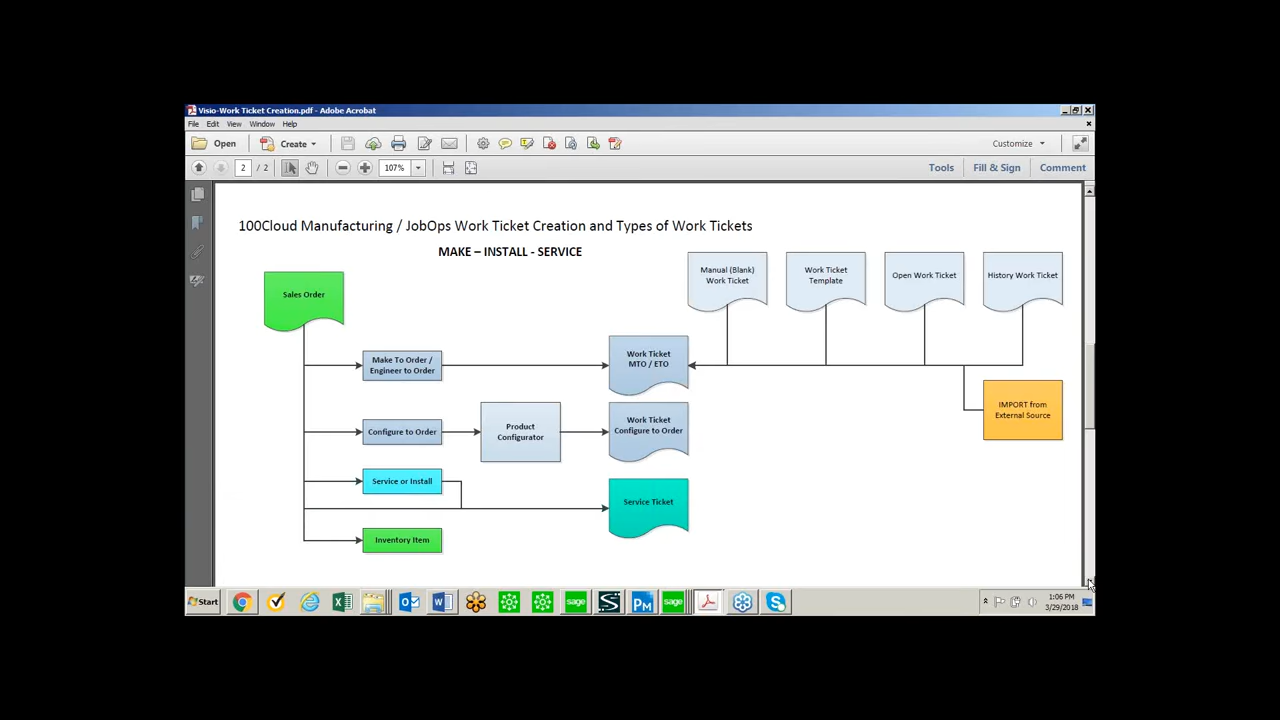 Visio-Work Ticket Creation.pdf - Adobe Acrobat
File Edit View Window Help
Open Create Customize
2 / 2 107% Tools Fill & Sign Comment
100Cloud Manufacturing / JobOps Work Ticket Creation and Types of Work Tickets
MAKE – INSTALL - SERVICE
Sales Order
Manual (Blank)
Work Ticket
Work Ticket
Template
Open Work Ticket
History Work Ticket
Make To Order /
Engineer to Order
Work Ticket
MTO / ETO
IMPORT from
External Source
Configure to Order
Product
Configurator
Work Ticket
Configure to Order
Service or Install
Service Ticket
Inventory Item
Start
sage
S
Pm
sage
1:06 PM
3/29/2018